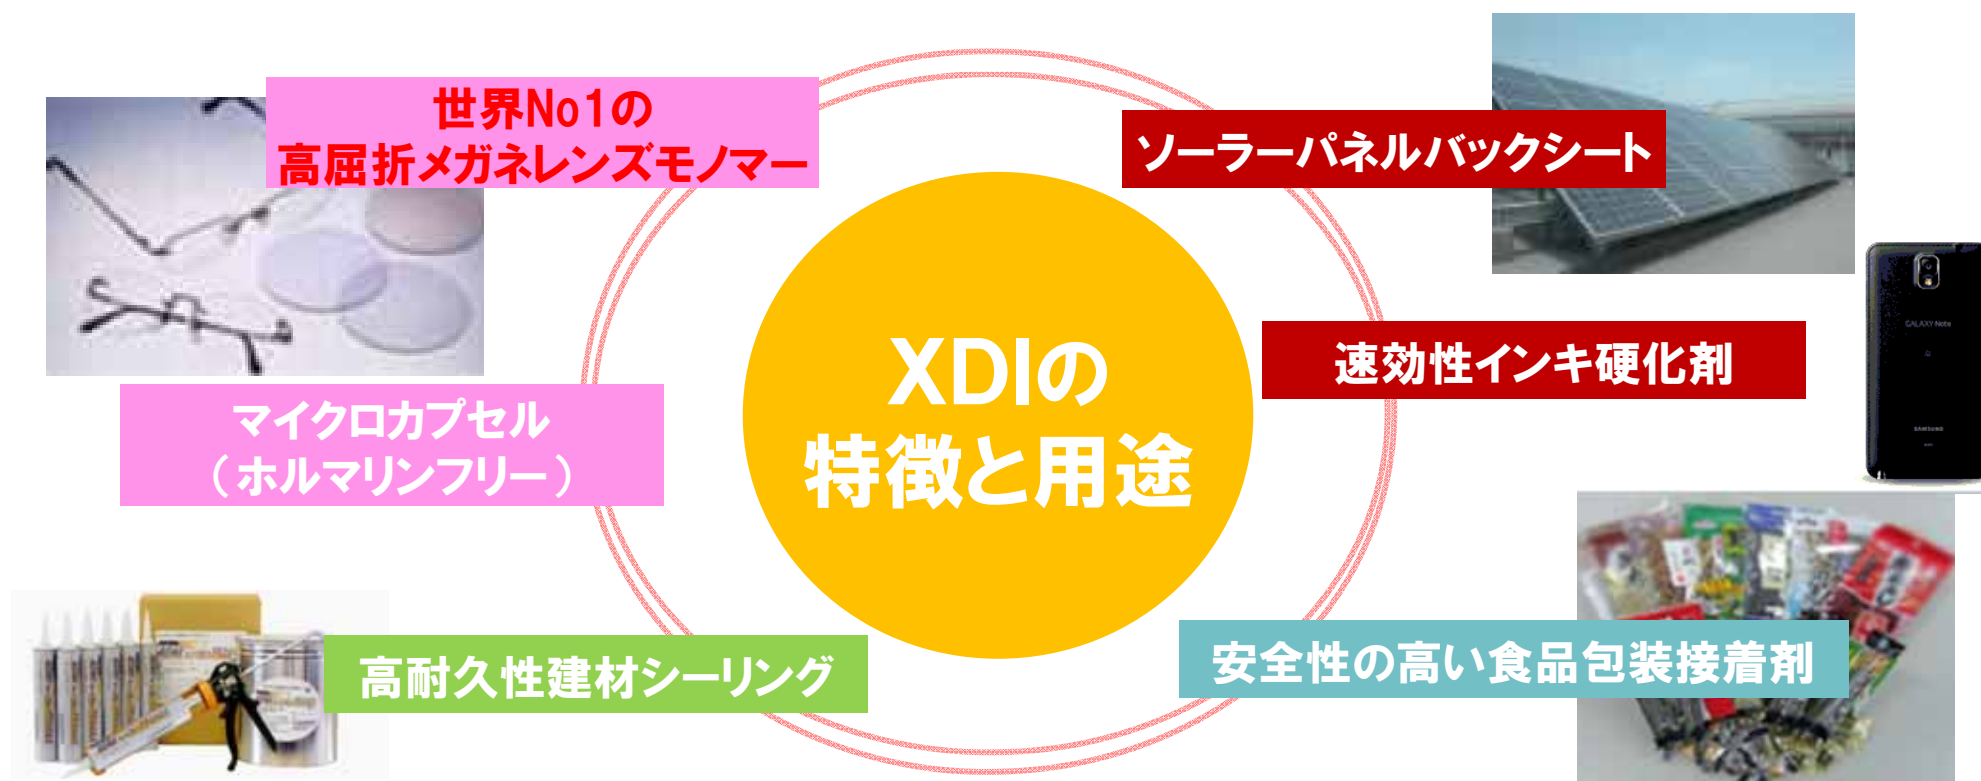 世界No1の
高屈折メガネレンズモノマー
ソーラーパネルバックシート
XDIの
特徴と用途
速効性インキ硬化剤
GALAXY Note
SAMSUNG
マイクロカプセル
（ホルマリンフリー）
高耐久性建材シーリング
安全性の高い食品包装接着剤